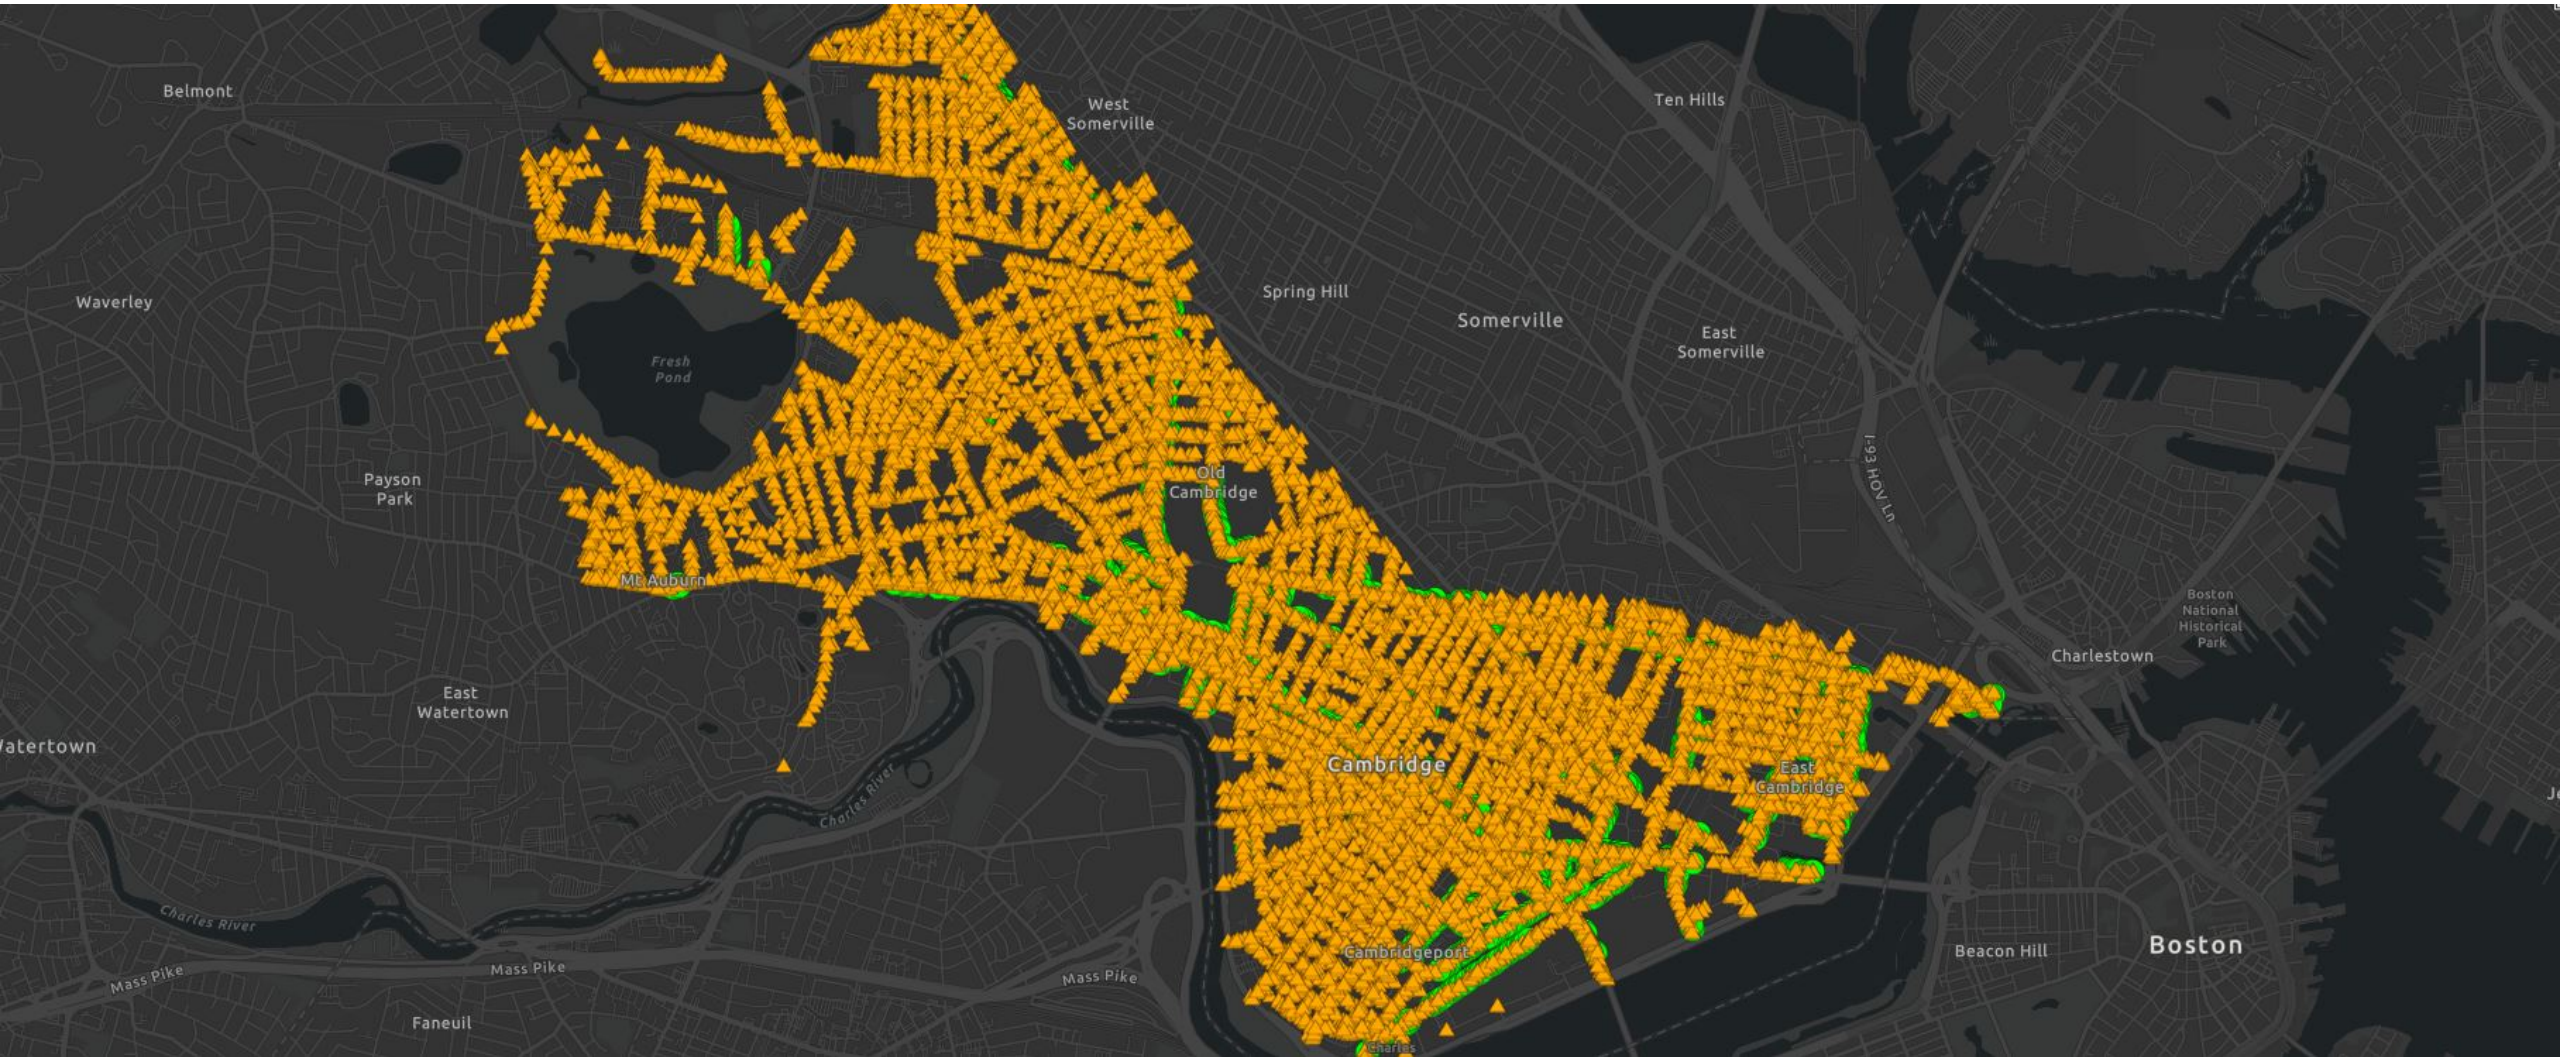 Belmont
West
Somerville
Ten Hills
Waverley
Spring Hill
Somerville
East
Somerville
Fresh
Pond
Payson
Park
Old
Cambridge
I-93 HOV Ln
Mt Auburn
Boston
National
Historical
Park
Charlestown
East
Watertown
Watertown
Cambridge
East
Cambridge
Charles River
Charles River
Mass Pike
Mass Pike
Mass Pike
Cambridgeport
Beacon Hill
Boston
Faneuil
Charles